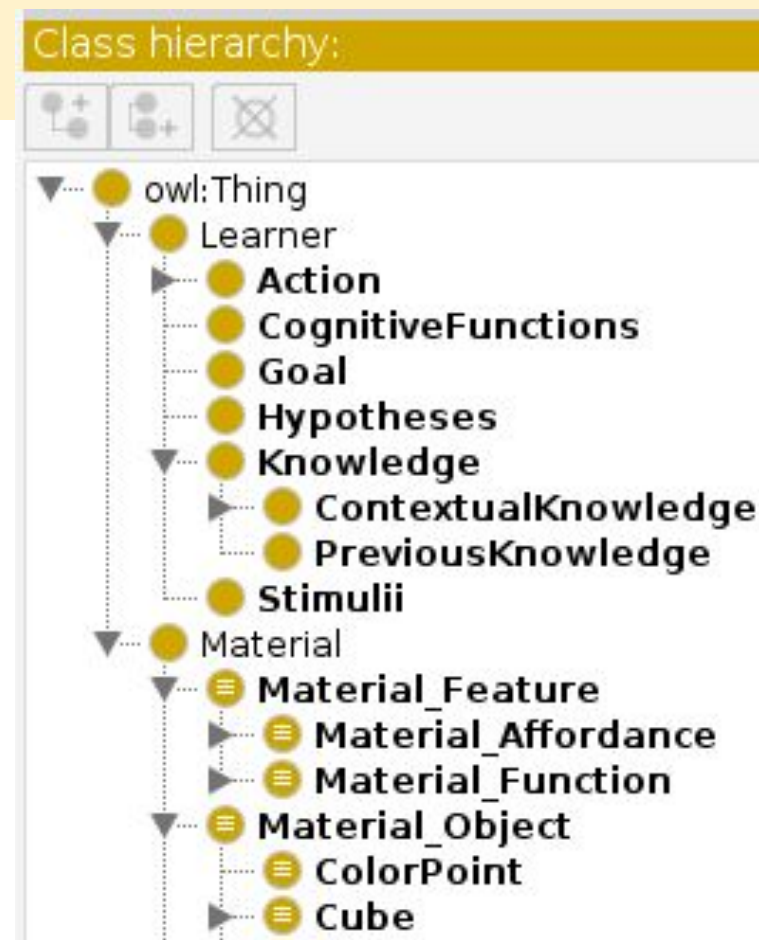 Class hierarchy:
owl:Thing
Learner
Action
CognitiveFunctions
Goal
Hypotheses
Knowledge
ContextualKnowledge
PreviousKnowledge
Stimulii
Material
Material_Feature
Material_Affordance
Material_Function
Material_Object
ColorPoint
Cube